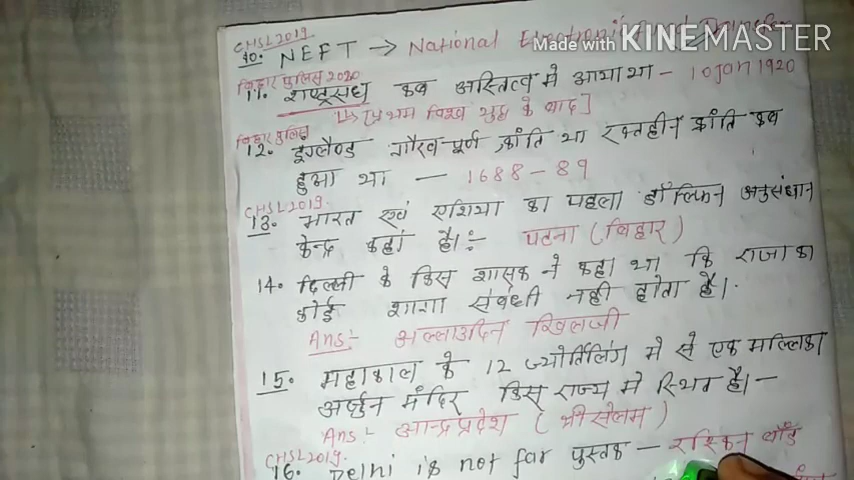 CHSL 2019
10. NEFT → National Electronic Transfer
Made with KINEMASTER
बिहार पुलिस 2020
11. राष्ट्रसंघ कब अस्तित्व मे आया था - 10 Jan 1920
↳ [प्रथम विश्व युद्ध के बाद]
बिहार पुलिस
12. इंग्लैण्ड गौरव पूर्ण क्रांति या रक्तहीन क्रांति कब
हुआ था — 1688-89
CHSL 2019.
13. भारत एवं एशिया का पहला डॉल्फिन अनुसंधान
केन्द्र कहां है।:- पटना (बिहार)
14. दिल्ली के किस शासक ने कहा था कि राजा का
कोई संबंधी नही होता है।
Ans:- अल्लाउदिन खिलजी
15. महाकाल के 12 ज्योर्तिलिंग मे से एक मल्लिका
अर्जुन मंदिर किस राज्य मे स्थित है।-
Ans:- आन्द्रप्रदेश (श्रीसेलम)
CHSL 2019.
16. Delhi is not far पुस्तक - रस्किन बॉंड